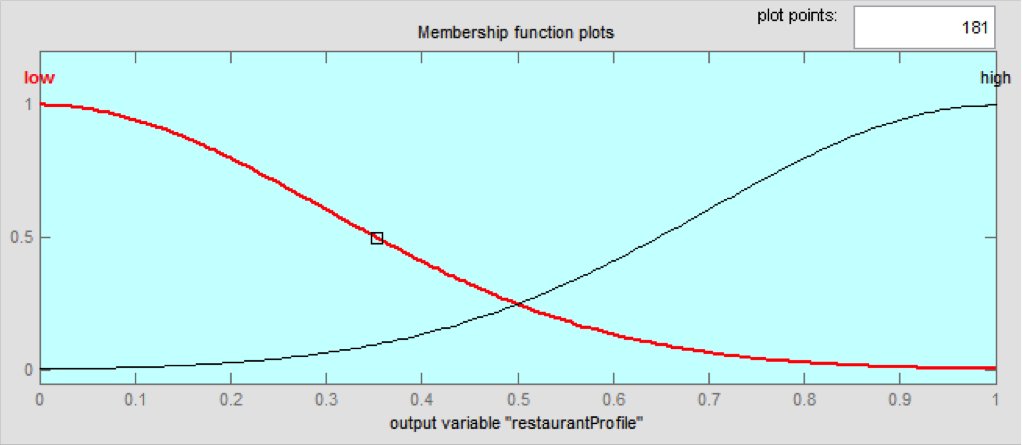 plot points: 181
Membership function plots
low high
1
0.5
0
0 0.1 0.2 0.3 0.4 0.5 0.6 0.7 0.8 0.9 1
output variable "restaurantProfile"